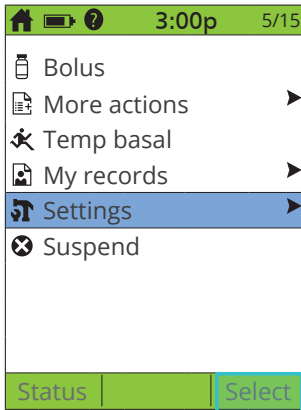 3:00p 5/15
Bolus
More actions
Temp basal
My records
Settings
Suspend
Status Select